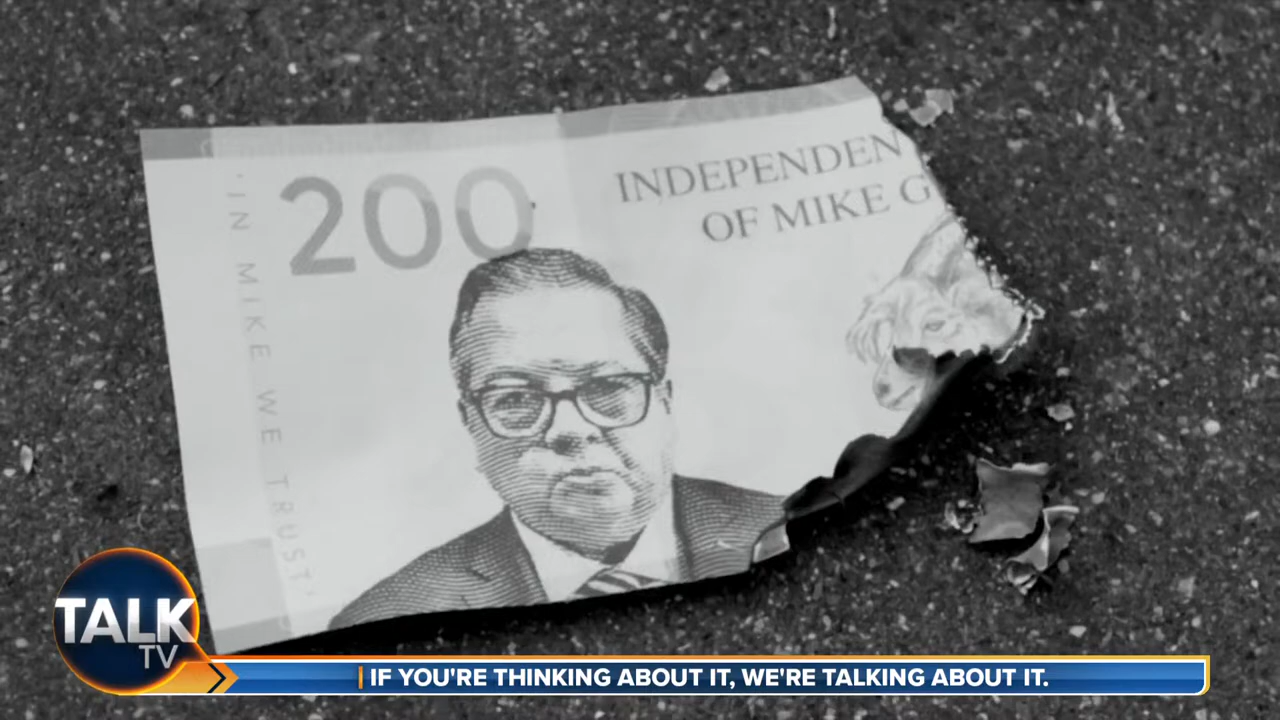 200
INDEPENDEN
OF MIKE G
'IN MIKE WE TRUST'
TALK
TV
IF YOU'RE THINKING ABOUT IT, WE'RE TALKING ABOUT IT.